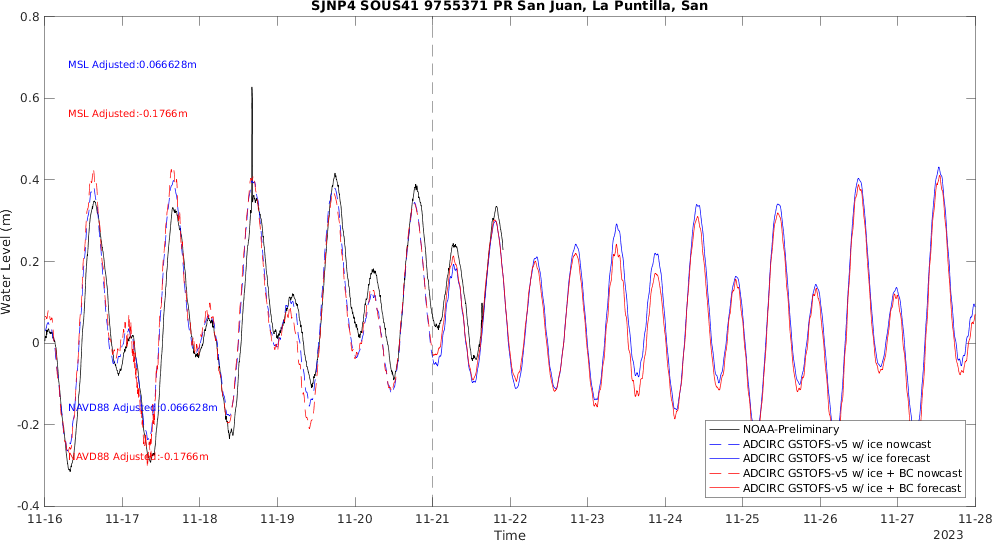 SJNP4 SOUS41 9755371 PR San Juan, La Puntilla, San
0.8
0.6
0.4
0.2
0
-0.2
-0.4
Water Level (m)
MSL Adjusted:0.066628m
MSL Adjusted:-0.1766m
NAVD88 Adjusted:0.066628m
NAVD88 Adjusted:-0.1766m
NOAA-Preliminary
ADCIRC GSTOFS-v5 w/ ice nowcast
ADCIRC GSTOFS-v5 w/ ice forecast
ADCIRC GSTOFS-v5 w/ ice + BC nowcast
ADCIRC GSTOFS-v5 w/ ice + BC forecast
11-16 11-17 11-18 11-19 11-20 11-21 11-22 11-23 11-24 11-25 11-26 11-27 11-28
Time
2023